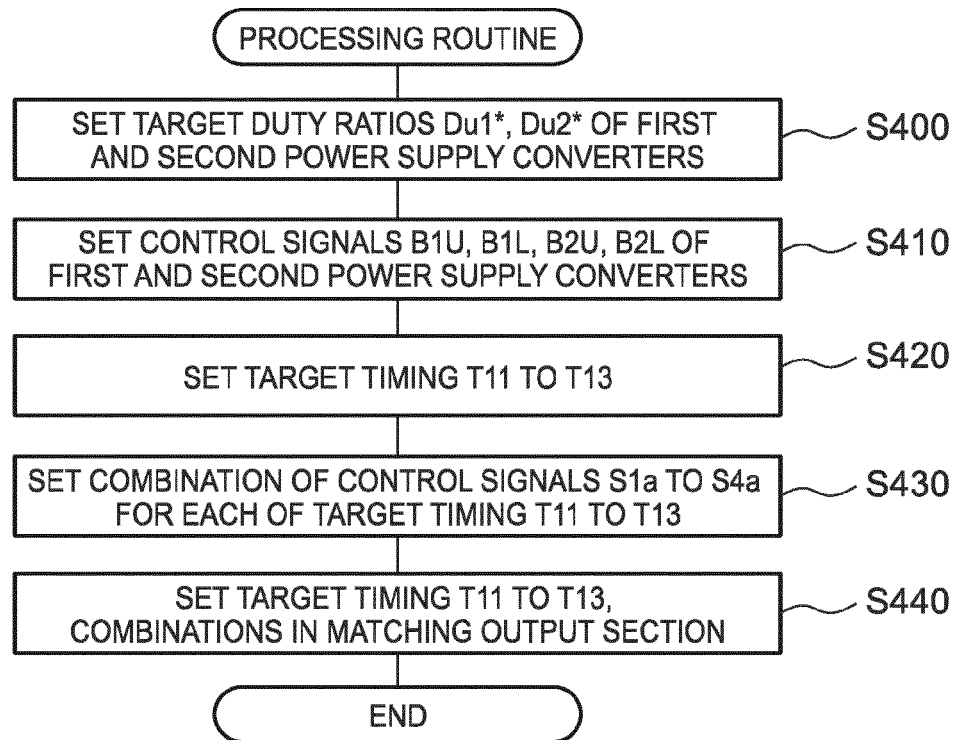 PROCESSING ROUTINE
SET TARGET DUTY RATIOS Du1*, Du2* OF FIRST
AND SECOND POWER SUPPLY CONVERTERS
S400
SET CONTROL SIGNALS B1U, B1L, B2U, B2L OF
FIRST AND SECOND POWER SUPPLY CONVERTERS
S410
SET TARGET TIMING T11 TO T13
S420
SET COMBINATION OF CONTROL SIGNALS S1a TO S4a
FOR EACH OF TARGET TIMING T11 TO T13
S430
SET TARGET TIMING T11 TO T13,
COMBINATIONS IN MATCHING OUTPUT SECTION
S440
END